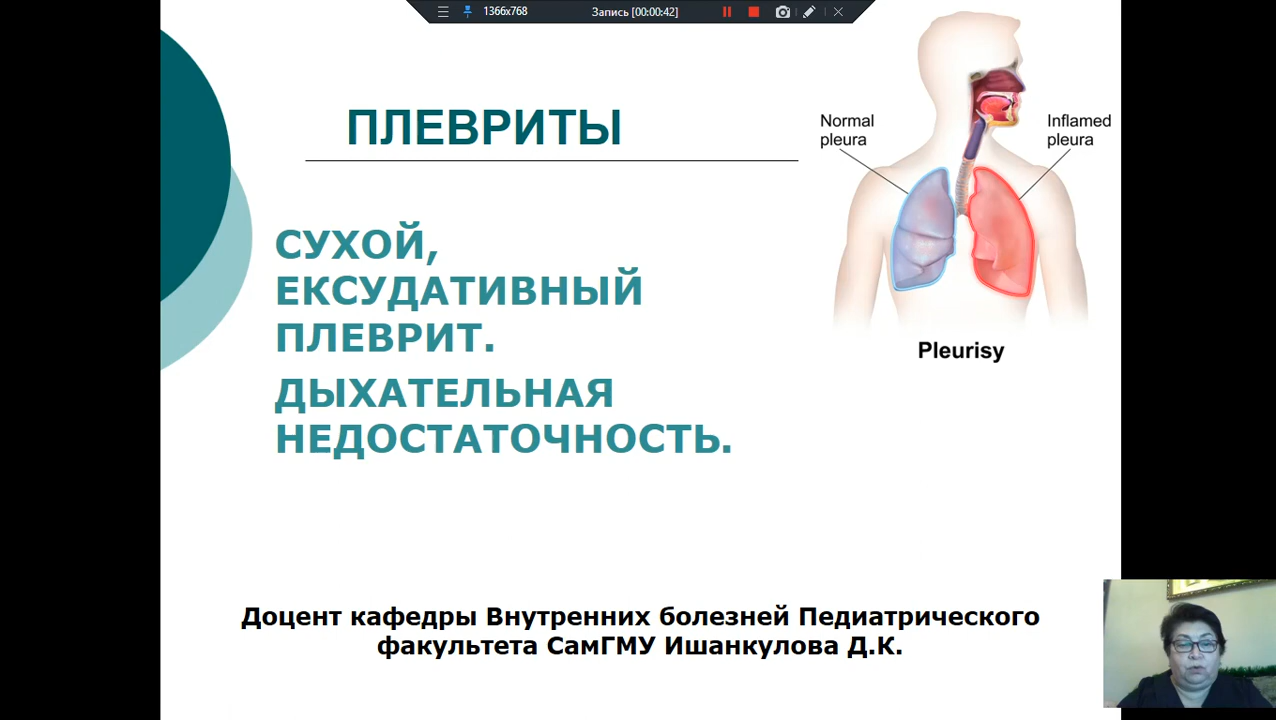 1366x768
Запись [00:00:42]
ПЛЕВРИТЫ
Normal
pleura
Inflamed
pleura
СУХОЙ,
ЕКСУДАТИВНЫЙ
ПЛЕВРИТ.
Pleurisy
ДЫХАТЕЛЬНАЯ
НЕДОСТАТОЧНОСТЬ.
Доцент кафедры Внутренних болезней Педиатрического
факультета СамГМУ Ишанкулова Д.К.